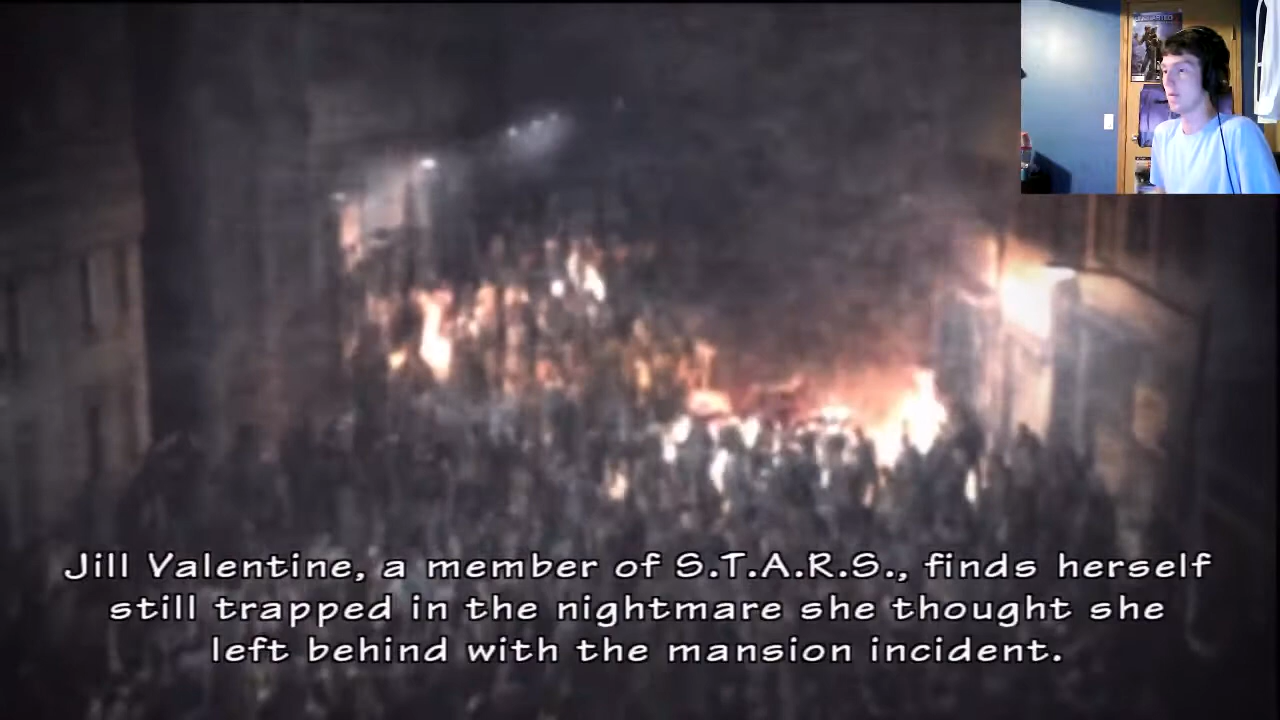 UNCHARTED
Jill Valentine, a member of S.T.A.R.S., finds herself
still trapped in the nightmare she thought she
left behind with the mansion incident.